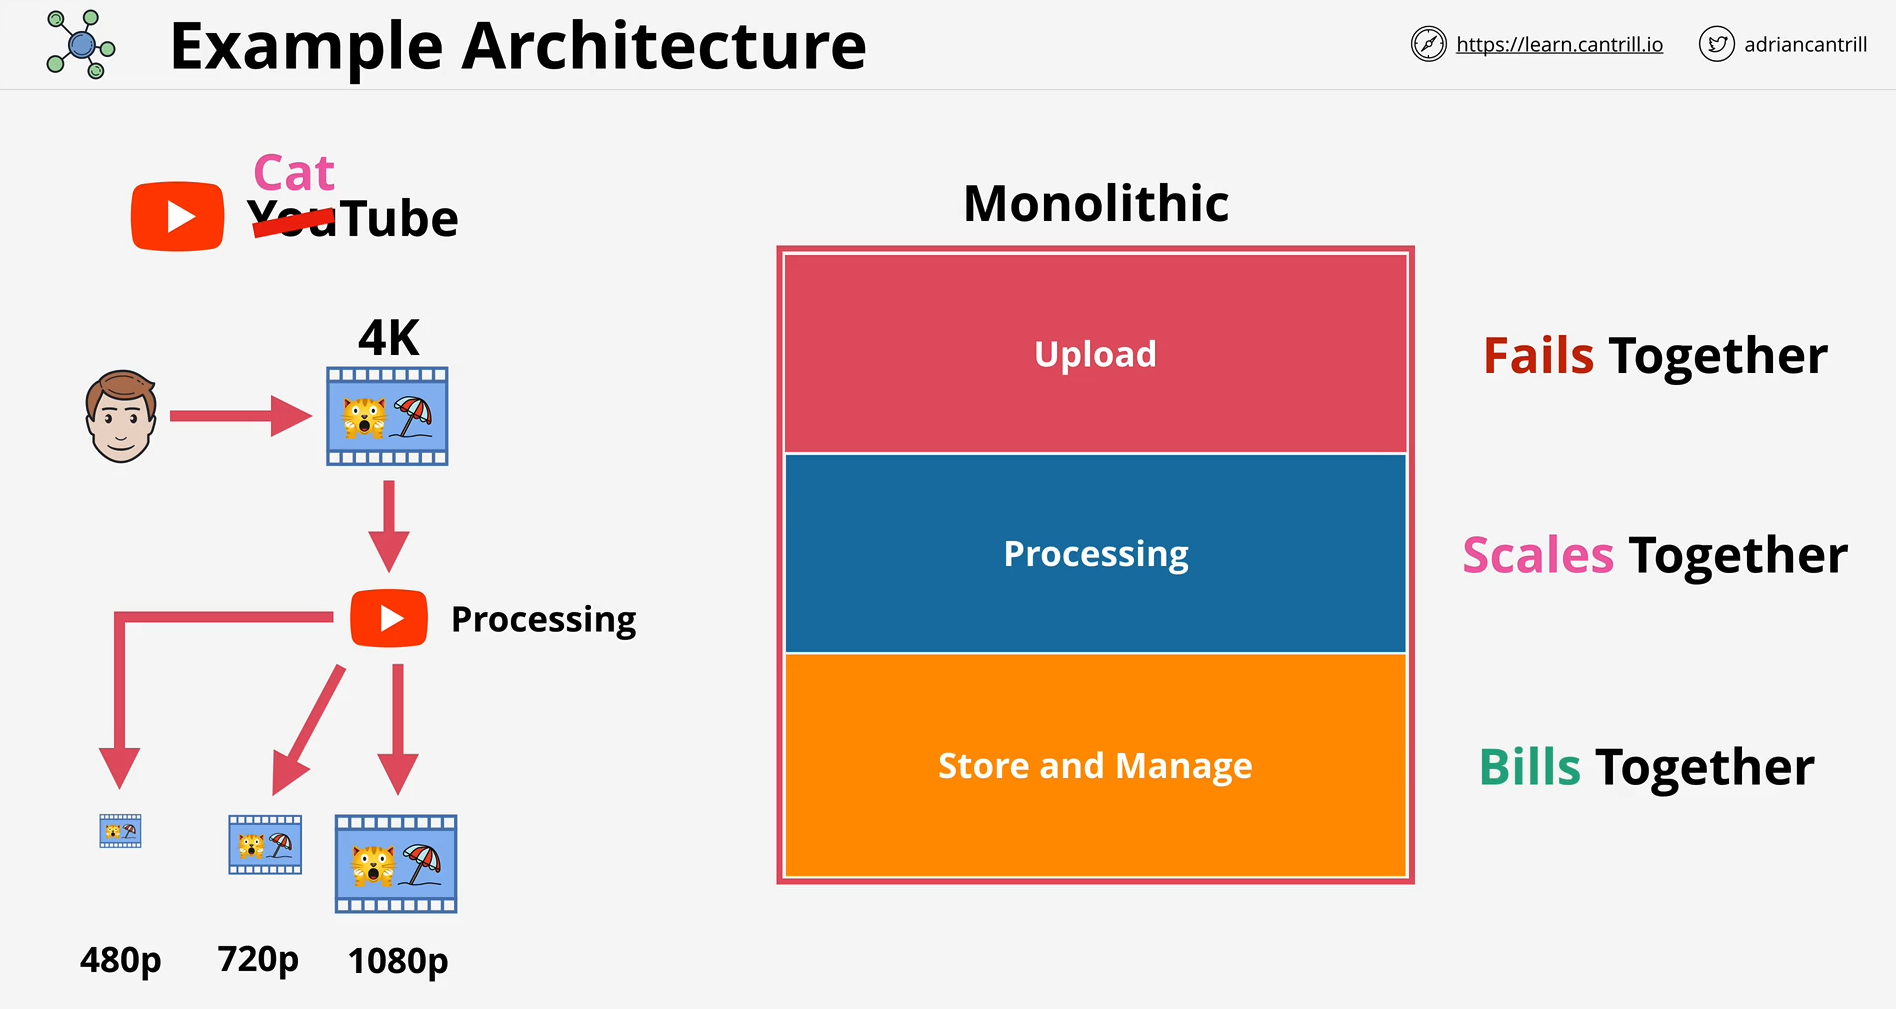 Example Architecture
https://learn.cantrill.io
adriancantrill
Cat
YouTube
4K
Processing
480p
720p
1080p
Monolithic
Upload
Processing
Store and Manage
Fails Together
Scales Together
Bills Together